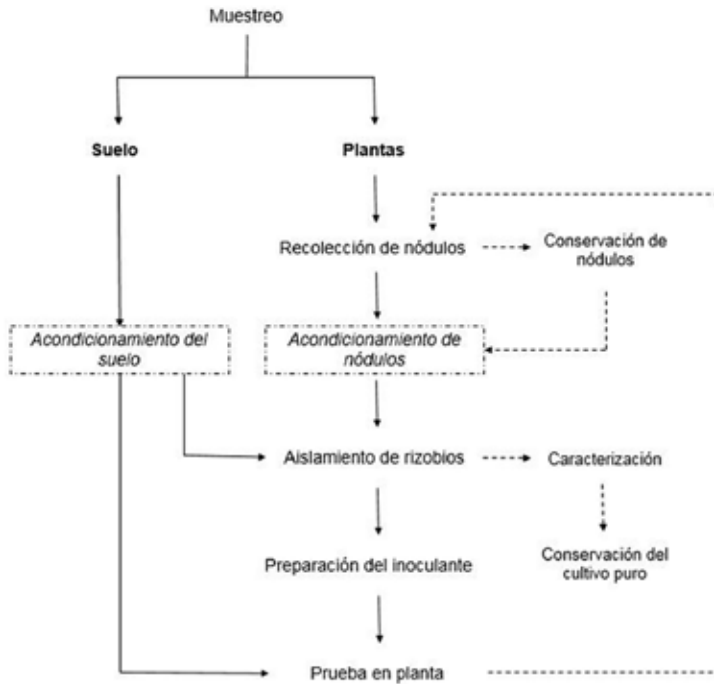 Muestreo
Suelo
Plantas
Recolección de nódulos
Conservación de
nódulos
Acondicionamiento del
suelo
Acondicionamiento de
nódulos
Aislamiento de rizobios
Caracterización
Preparación del inoculante
Conservación del
cultivo puro
Prueba en planta